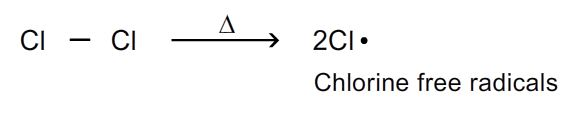 Δ
Cl — Cl ⟶ 2Cl•
Chlorine free radicals